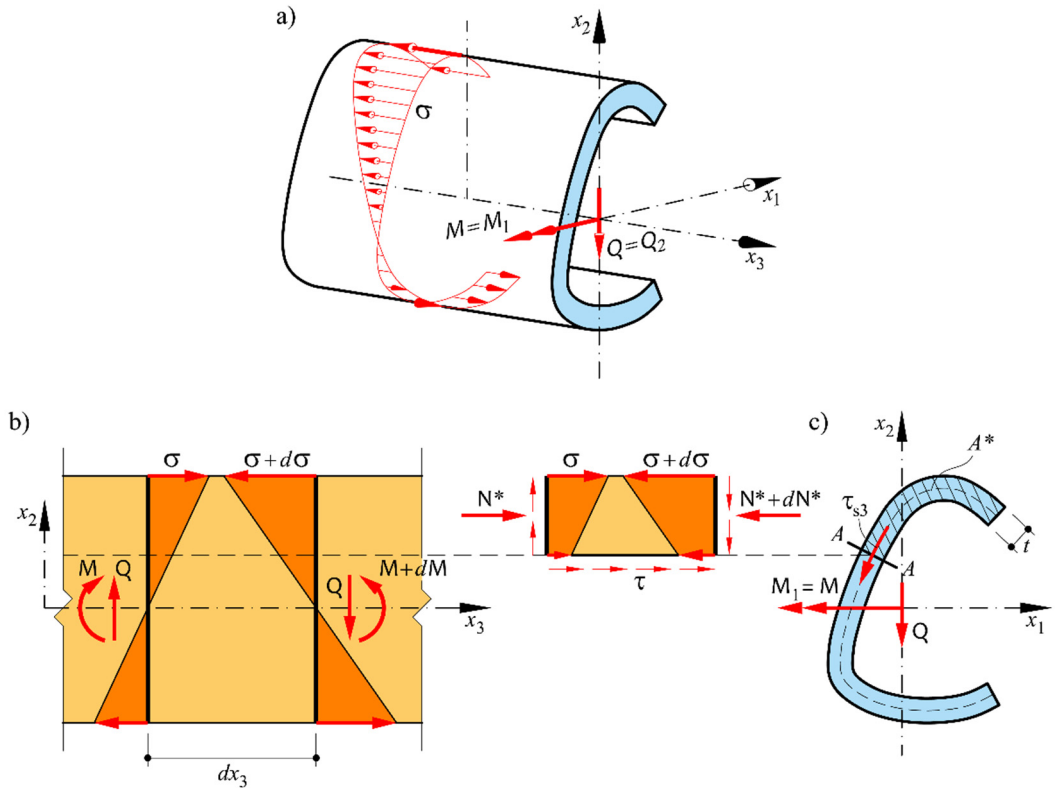 a)
x₂
σ
x₁
M = M₁
Q = Q₂
x₃
b)
σ σ + dσ
x₂
M Q
Q M + dM
x₃
dx₃
σ σ + dσ
N*
N* + dN*
τ
c)
x₂
A*
τs3
A
A
t
M₁ = M
Q
x₁